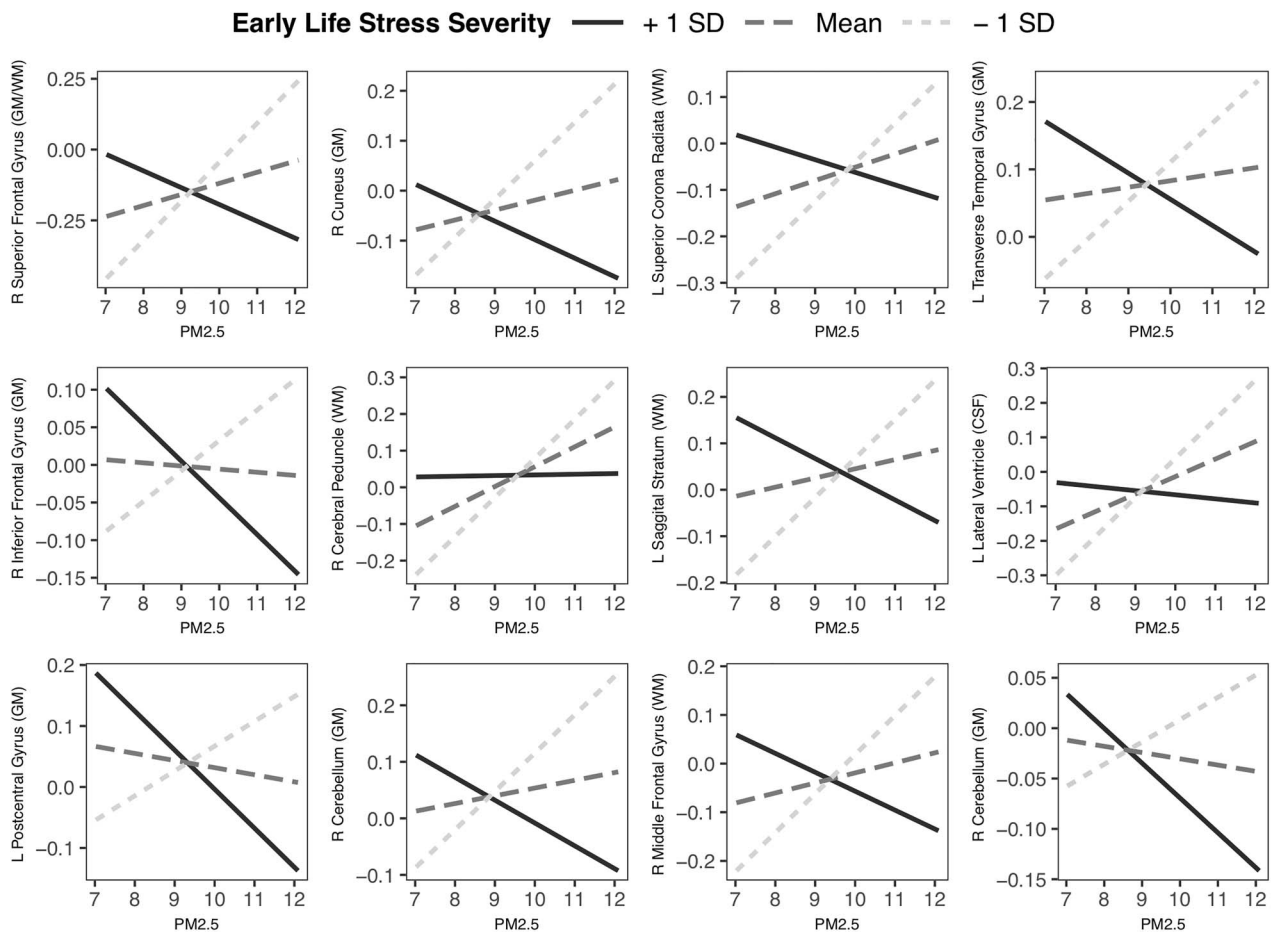 Early Life Stress Severity + 1 SD Mean − 1 SD
R Superior Frontal Gyrus (GM/WM)
0.25
0.00
−0.25
7 8 9 10 11 12
PM2.5
R Cuneus (GM)
0.2
0.1
0.0
−0.1
7 8 9 10 11 12
PM2.5
L Superior Corona Radiata (WM)
0.1
0.0
−0.1
−0.2
−0.3
7 8 9 10 11 12
PM2.5
L Transverse Temporal Gyrus (GM)
0.2
0.1
0.0
7 8 9 10 11 12
PM2.5
R Inferior Frontal Gyrus (GM)
0.10
0.05
0.00
−0.05
−0.10
−0.15
7 8 9 10 11 12
PM2.5
R Cerebral Peduncle (WM)
0.3
0.2
0.1
0.0
−0.1
−0.2
7 8 9 10 11 12
PM2.5
L Saggital Stratum (WM)
0.2
0.1
0.0
−0.1
−0.2
7 8 9 10 11 12
PM2.5
L Lateral Ventricle (CSF)
0.3
0.2
0.1
0.0
−0.1
−0.2
−0.3
7 8 9 10 11 12
PM2.5
L Postcentral Gyrus (GM)
0.2
0.1
0.0
−0.1
7 8 9 10 11 12
PM2.5
R Cerebellum (GM)
0.2
0.1
0.0
−0.1
7 8 9 10 11 12
PM2.5
R Middle Frontal Gyrus (WM)
0.2
0.1
0.0
−0.1
−0.2
7 8 9 10 11 12
PM2.5
R Cerebellum (GM)
0.05
0.00
−0.05
−0.10
−0.15
7 8 9 10 11 12
PM2.5